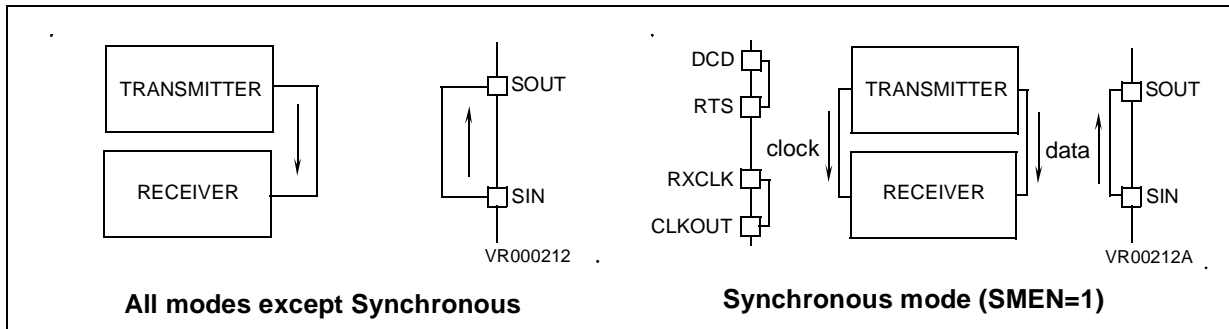 TRANSMITTER
RECEIVER
SOUT
SIN
VR000212
All modes except Synchronous
DCD
RTS
RXCLK
CLKOUT
clock
TRANSMITTER
RECEIVER
data
SOUT
SIN
VR00212A
Synchronous mode (SMEN=1)